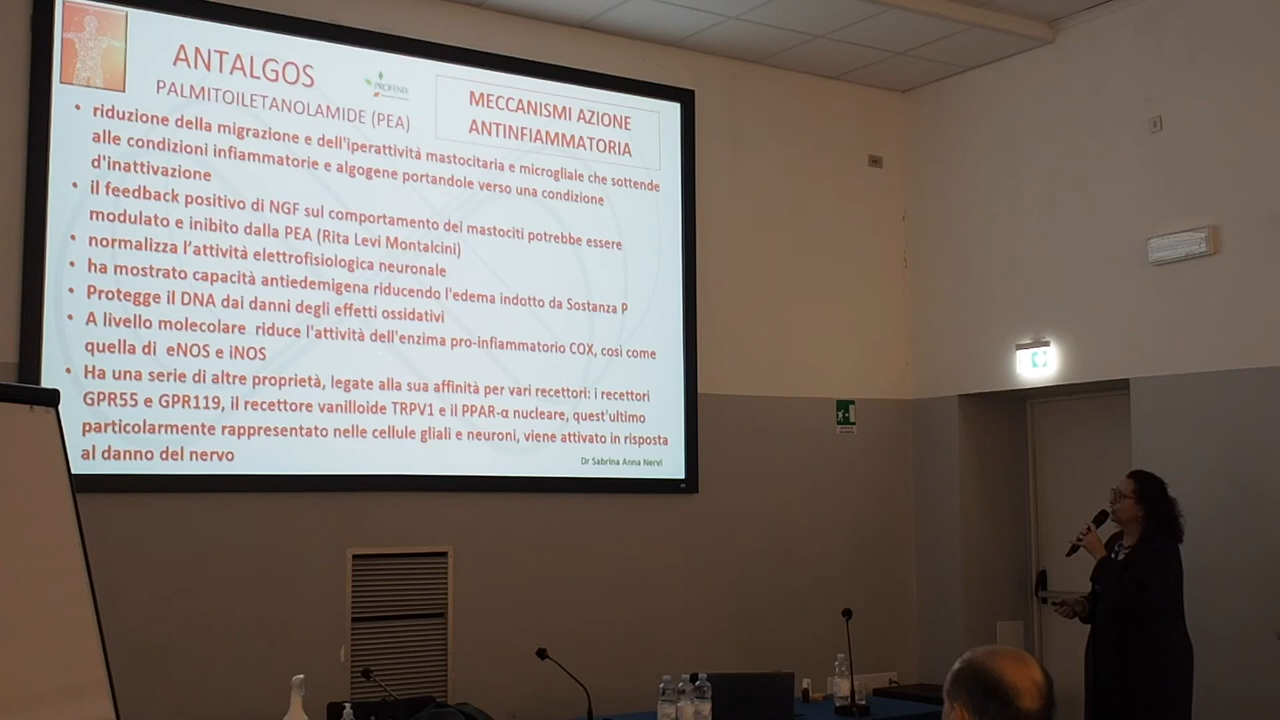 ANTALGOS
PALMITOILETANOLAMIDE (PEA)
PROFENIX
MECCANISMI AZIONE
ANTINFIAMMATORIA
• riduzione della migrazione e dell'iperattività mastocitaria e microgliale che sottende
alle condizioni infiammatorie e algogene portandole verso una condizione
d'inattivazione
• il feedback positivo di NGF sul comportamento dei mastociti potrebbe essere
modulato e inibito dalla PEA (Rita Levi Montalcini)
• normalizza l'attività elettrofisiologica neuronale
• ha mostrato capacità antiedemigena riducendo l'edema indotto da Sostanza P
• Protegge il DNA dai danni degli effetti ossidativi
• A livello molecolare riduce l'attività dell'enzima pro-infiammatorio COX, così come
quella di eNOS e iNOS
• Ha una serie di altre proprietà, legate alla sua affinità per vari recettori: i recettori
GPR55 e GPR119, il recettore vanilloide TRPV1 e il PPAR-α nucleare, quest'ultimo
particolarmente rappresentato nelle cellule gliali e neuroni, viene attivato in risposta
al danno del nervo
Dr Sabrina Anna Nervi